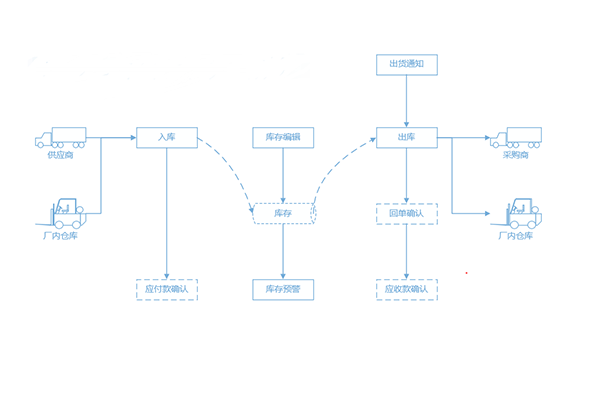 出货通知
入库
库存编辑
出库
供应商
采购商
库存
回单确认
厂内仓库
厂内仓库
应付款确认
库存预警
应收款确认